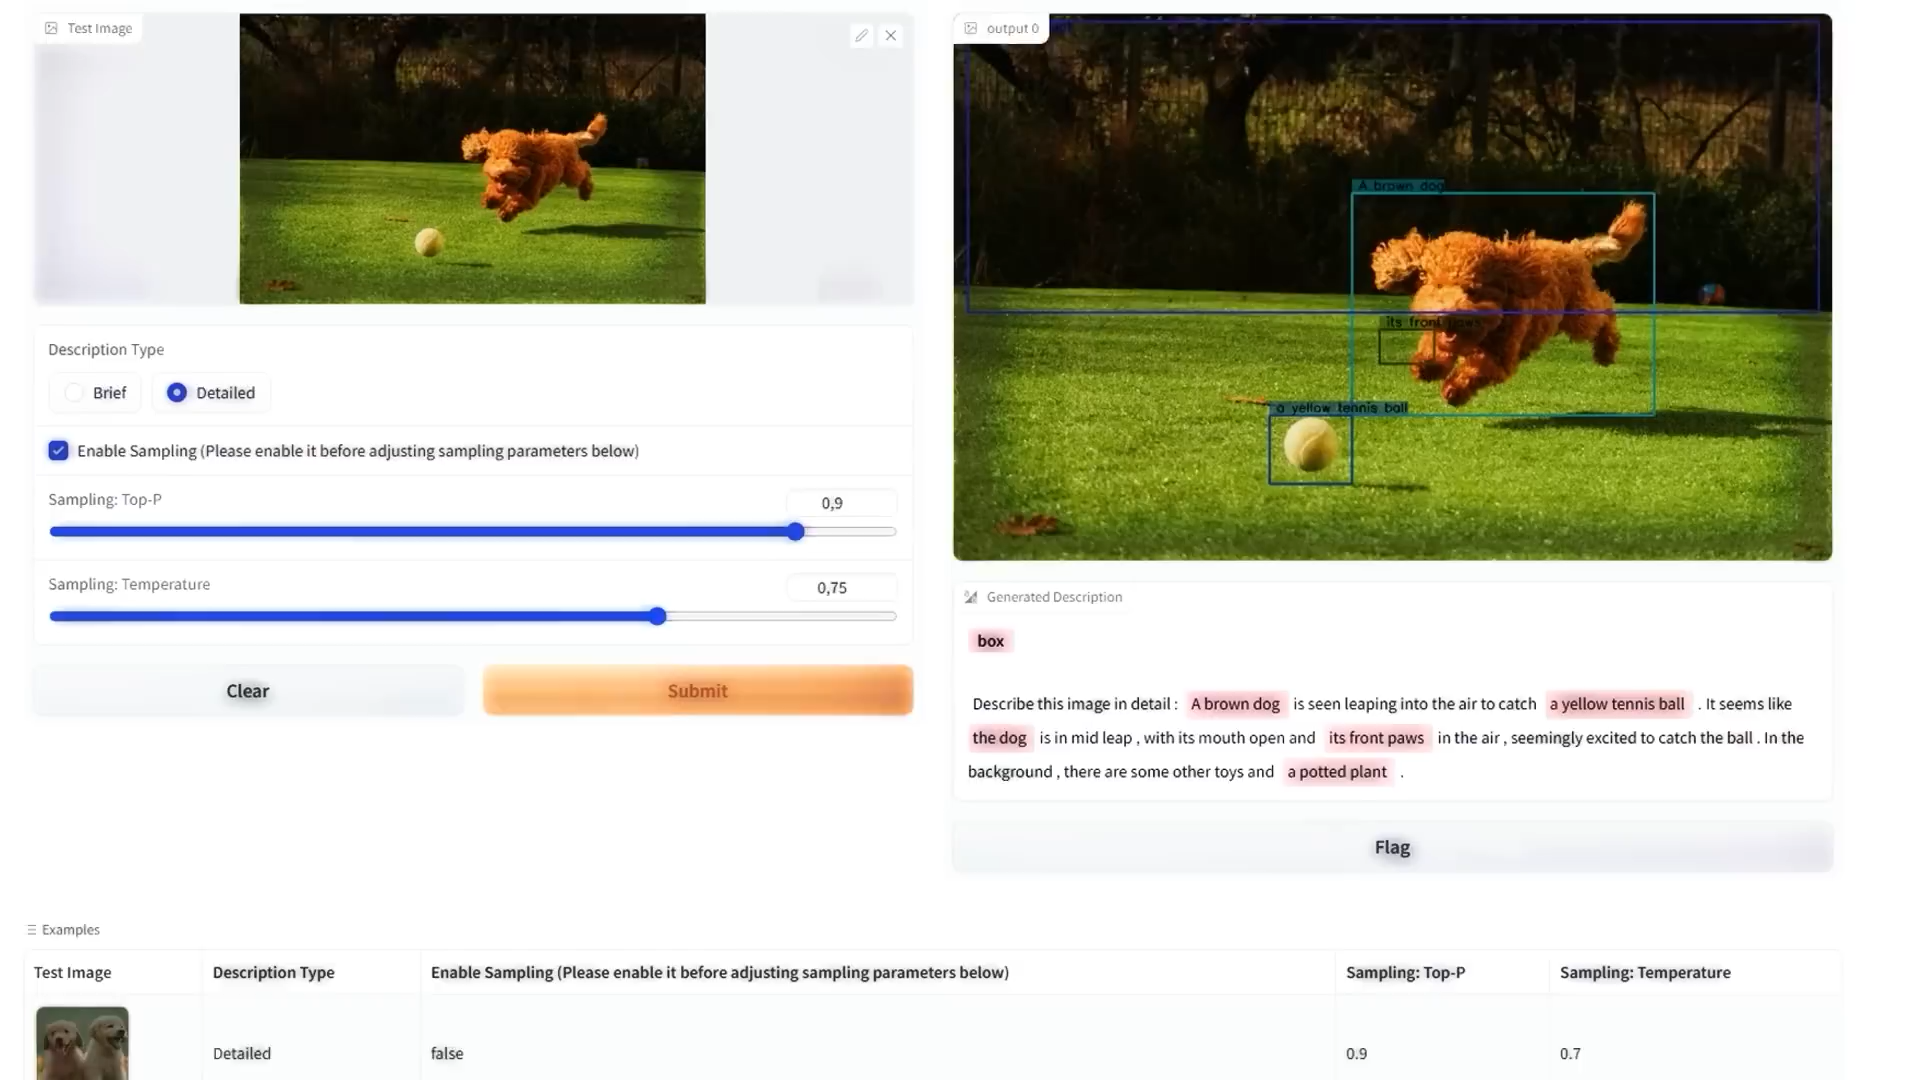 Test Image
Description Type
Brief
Detailed
Enable Sampling (Please enable it before adjusting sampling parameters below)
Sampling: Top-P
0,9
Sampling: Temperature
0,75
Clear
Submit
output 0
A brown dog
its front paws
a yellow tennis ball
Generated Description
box
Describe this image in detail : A brown dog is seen leaping into the air to catch a yellow tennis ball . It seems like
the dog is in mid leap , with its mouth open and its front paws in the air , seemingly excited to catch the ball . In the
background , there are some other toys and a potted plant .
Flag
Examples
Test Image Description Type Enable Sampling (Please enable it before adjusting sampling parameters below) Sampling: Top-P Sampling: Temperature
Detailed false 0.9 0.7